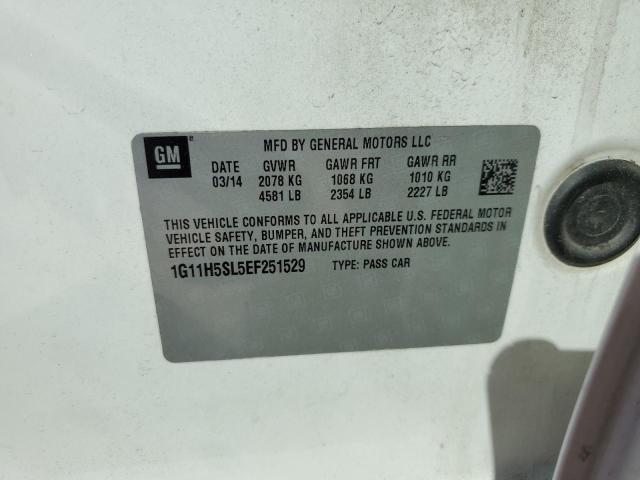 GM
MFD BY GENERAL MOTORS LLC
DATE GVWR GAWR FRT GAWR RR
03/14 2078 KG 1068 KG 1010 KG
4581 LB 2354 LB 2227 LB
THIS VEHICLE CONFORMS TO ALL APPLICABLE U.S. FEDERAL MOTOR
VEHICLE SAFETY, BUMPER, AND THEFT PREVENTION STANDARDS IN
EFFECT ON THE DATE OF MANUFACTURE SHOWN ABOVE.
1G11H5SL5EF251529 TYPE: PASS CAR